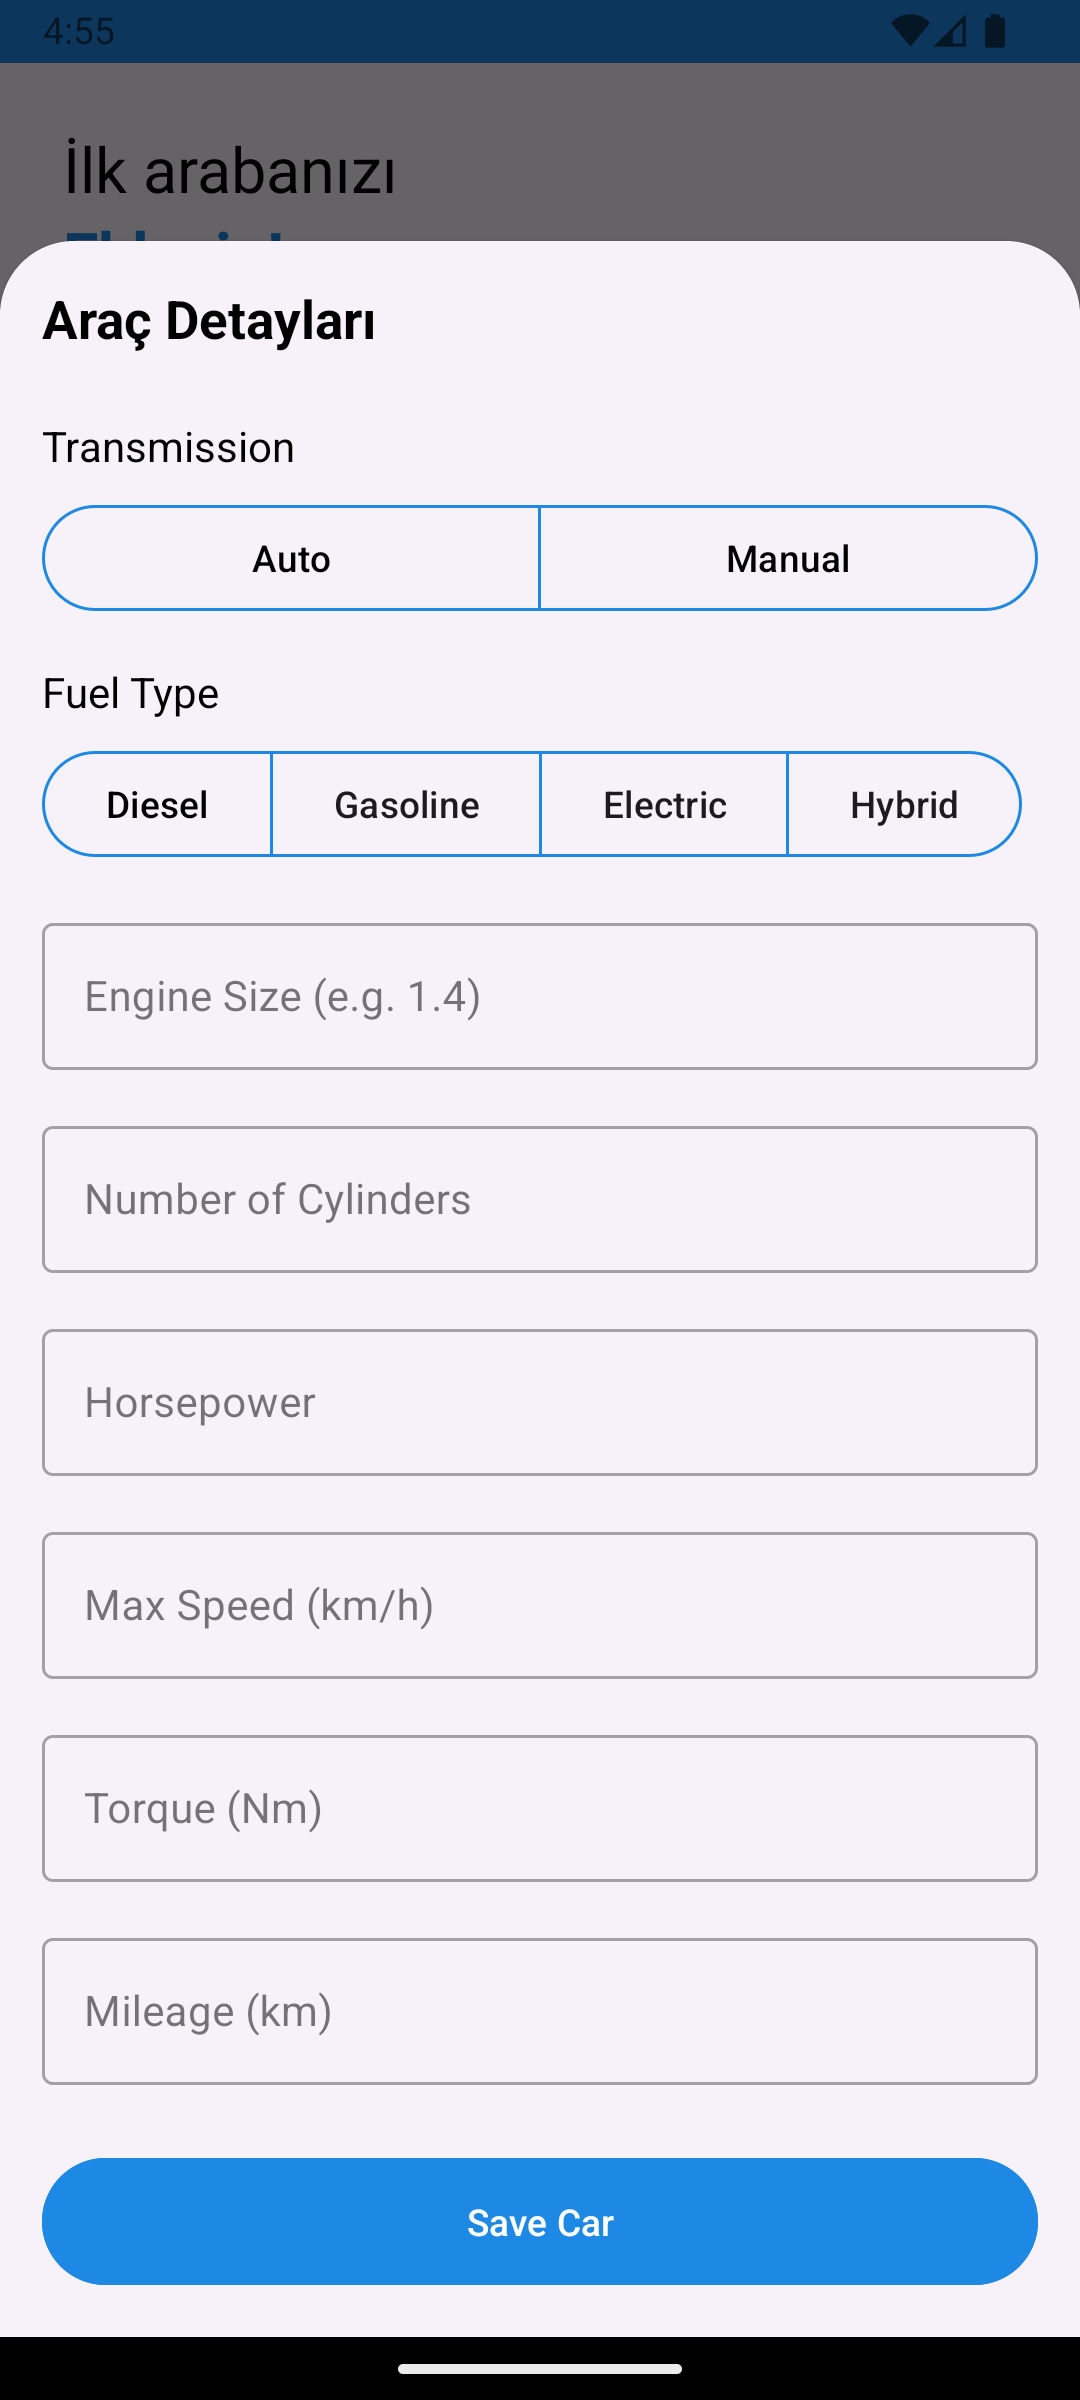 4:55
İlk arabanızı
Araç Detayları
Transmission
Auto Manual
Fuel Type
Diesel Gasoline Electric Hybrid
Engine Size (e.g. 1.4)
Number of Cylinders
Horsepower
Max Speed (km/h)
Torque (Nm)
Mileage (km)
Save Car